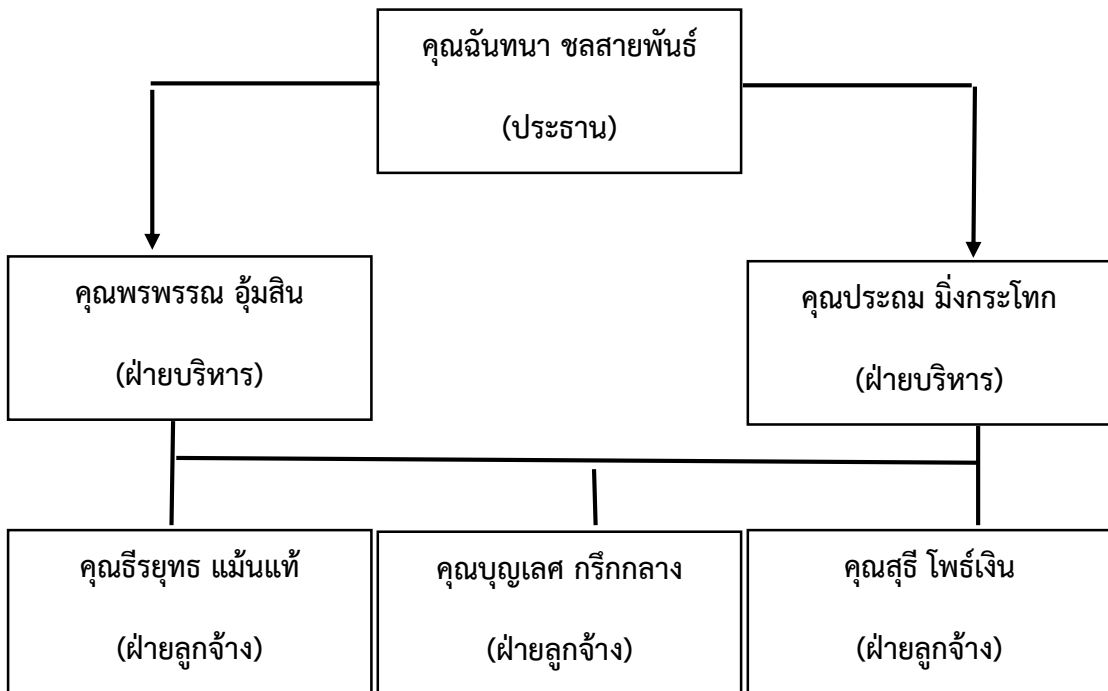 คุณฉันทนา ชลสายพันธ์
(ประธาน)
คุณพรพรรณ อุ้มสิน
(ฝ่ายบริหาร)
คุณประถม มิ่งกระโทก
(ฝ่ายบริหาร)
คุณธีรยุทธ แม้นแท้
(ฝ่ายลูกจ้าง)
คุณบุญเลศ กรึกกลาง
(ฝ่ายลูกจ้าง)
คุณสุธี โพธ์เงิน
(ฝ่ายลูกจ้าง)